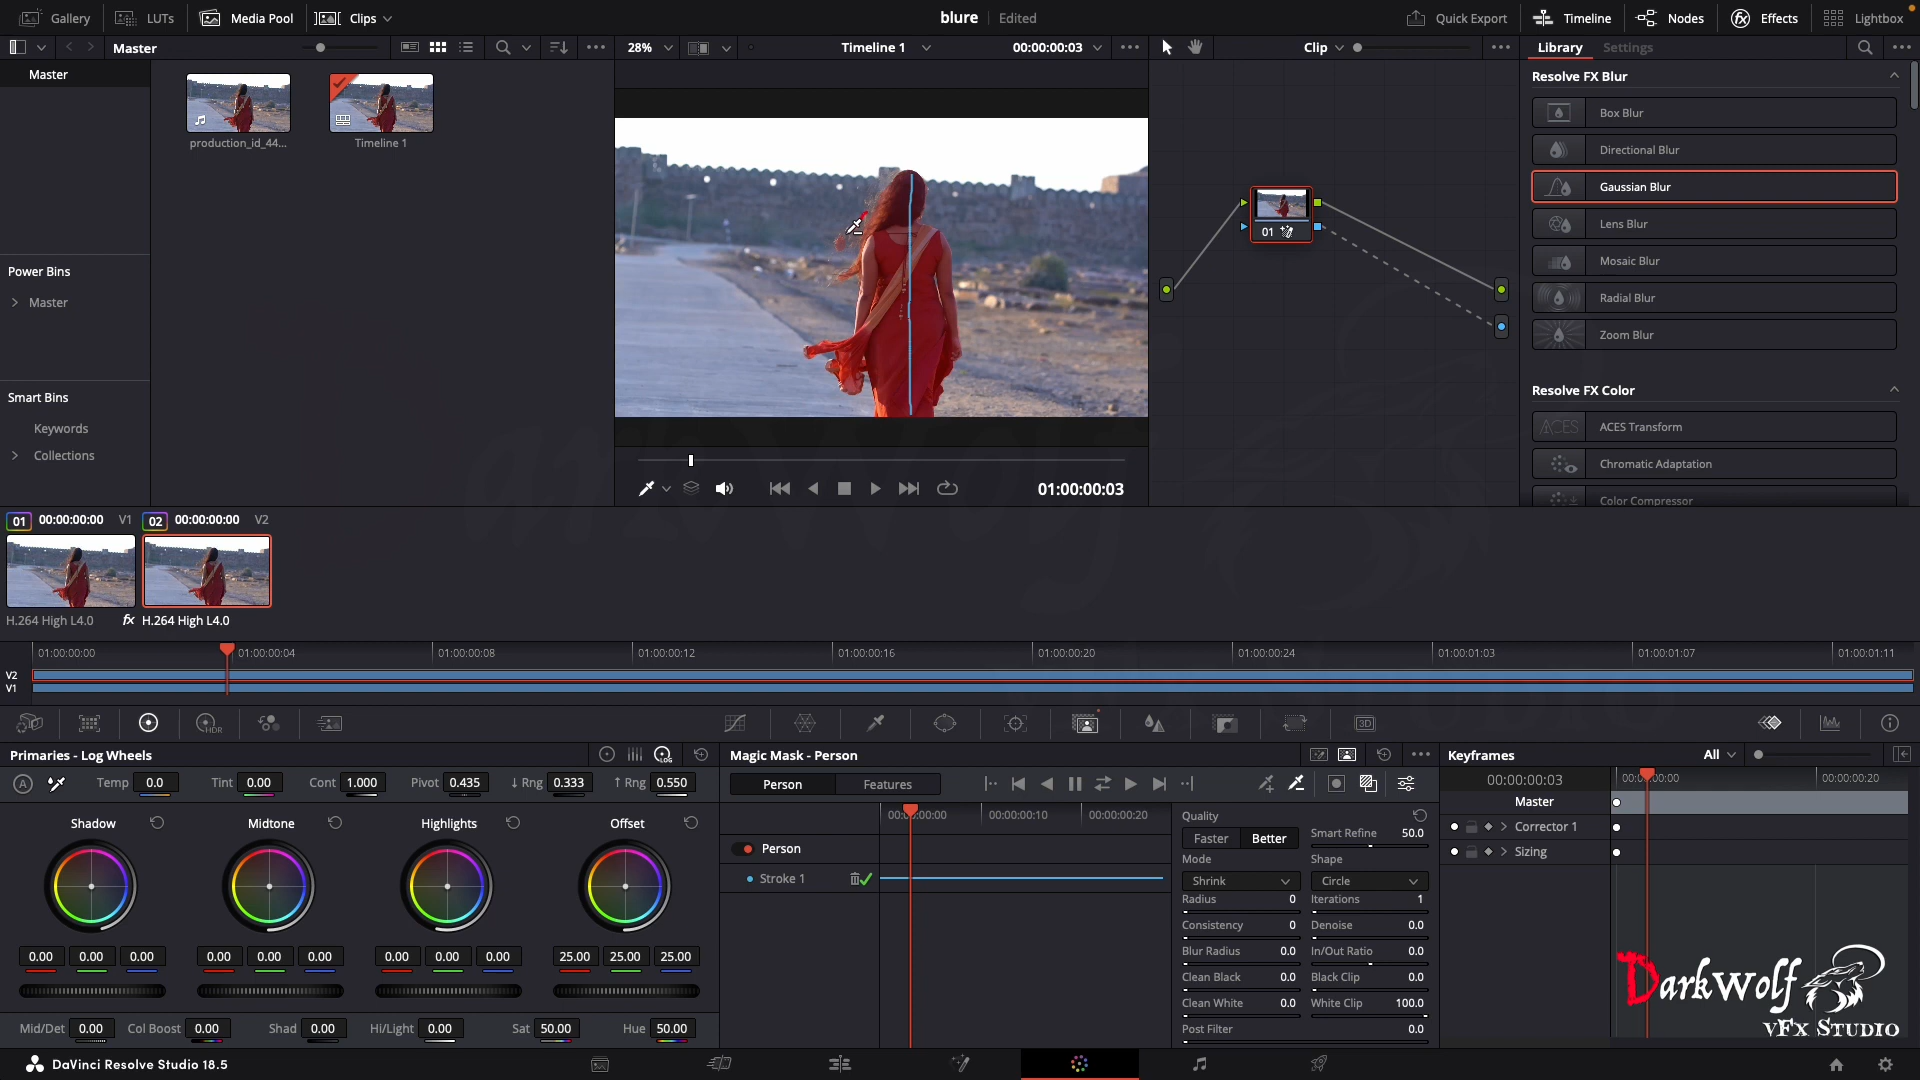 Gallery LUTs Media Pool Clips blure Edited Quick Export Timeline Nodes Effects Lightbox
Master 28% Timeline 1 00:00:00:03 Clip Library Settings
Master
production_id_44...
Timeline 1
Power Bins
Master
Smart Bins
Keywords
Collections
01
01:00:00:03
Resolve FX Blur
Box Blur
Directional Blur
Gaussian Blur
Lens Blur
Mosaic Blur
Radial Blur
Zoom Blur
Resolve FX Color
ACES ACES Transform
Chromatic Adaptation
Color Compressor
01 00:00:00:00 V1 02 00:00:00:00 V2
H.264 High L4.0 fx H.264 High L4.0
01:00:00:00 01:00:00:04 01:00:00:08 01:00:00:12 01:00:00:16 01:00:00:20 01:00:00:24 01:00:01:03 01:00:01:07 01:00:01:11
V2
V1
HDR 3D
Primaries - Log Wheels LOG
A Temp 0.0 Tint 0.00 Cont 1.000 Pivot 0.435 ↓ Rng 0.333 ↑ Rng 0.550
Shadow Midtone Highlights Offset
0.00 0.00 0.00 0.00 0.00 0.00 0.00 0.00 0.00 25.00 25.00 25.00
Mid/Det 0.00 Col Boost 0.00 Shad 0.00 Hi/Light 0.00 Sat 50.00 Hue 50.00
Magic Mask - Person
Person Features
00:00:00:00 00:00:00:10 00:00:00:20
Person
Stroke 1
Quality
Faster Better Smart Refine 50.0
Mode Shape
Shrink Circle
Radius 0 Iterations 1
Consistency 0 Denoise 0.0
Blur Radius 0.0 In/Out Ratio 0.0
Clean Black 0.0 Black Clip 0.0
Clean White 0.0 White Clip 100.0
Post Filter 0.0
Keyframes All
00:00:00:03 00:00:00:00 00:00:00:20
Master
Corrector 1
Sizing
DarkWolf
vFx Studio
DaVinci Resolve Studio 18.5